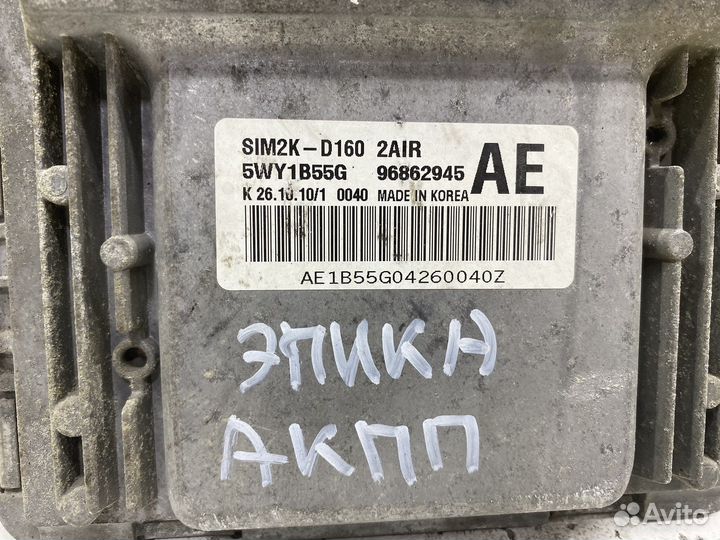 SIM2K-D160 2AIR
5WY1B55G 96862945 AE
K 26.10.10/1 0040 MADE IN KOREA
AE1B55G04260040Z
ЭПИКА
АКПП
Avito